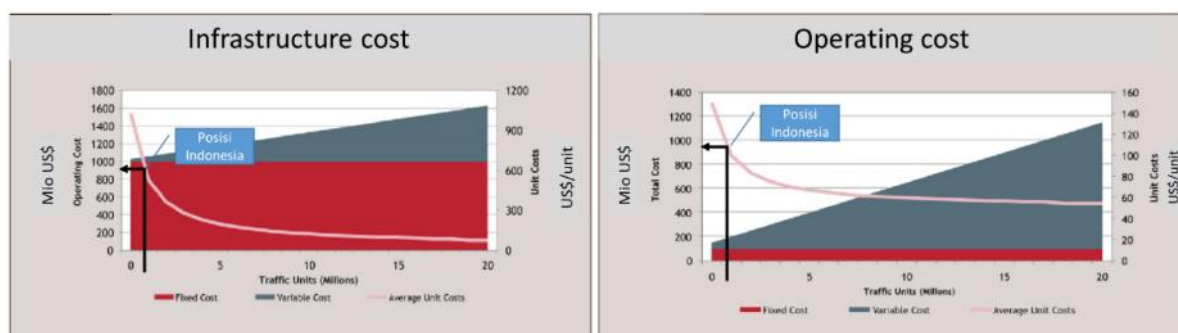 Infrastructure cost
Mio US$
Operating Cost
1800
1600
1400
1200
1000
800
600
400
200
0
Posisi
Indonesia
1200
900
600
300
0
Unit Costs
US$/unit
0 5 10 15 20
Traffic Units (Millions)
Fixed Cost Variable Cost Average Unit Costs
Operating cost
Mio US$
Total Cost
1400
1200
1000
800
600
400
200
0
Posisi
Indonesia
160
140
120
100
80
60
40
20
0
Unit Costs
US$/unit
0 5 10 15 20
Traffic Units (Millions)
Fixed Cost Variable Cost Average Unit Costs